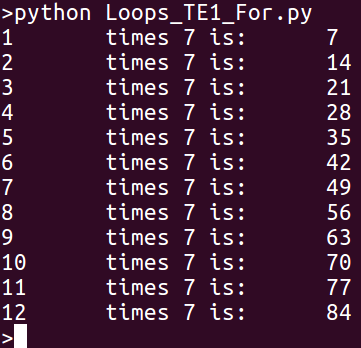 >python Loops_TE1_For.py
1 times 7 is: 7
2 times 7 is: 14
3 times 7 is: 21
4 times 7 is: 28
5 times 7 is: 35
6 times 7 is: 42
7 times 7 is: 49
8 times 7 is: 56
9 times 7 is: 63
10 times 7 is: 70
11 times 7 is: 77
12 times 7 is: 84
>